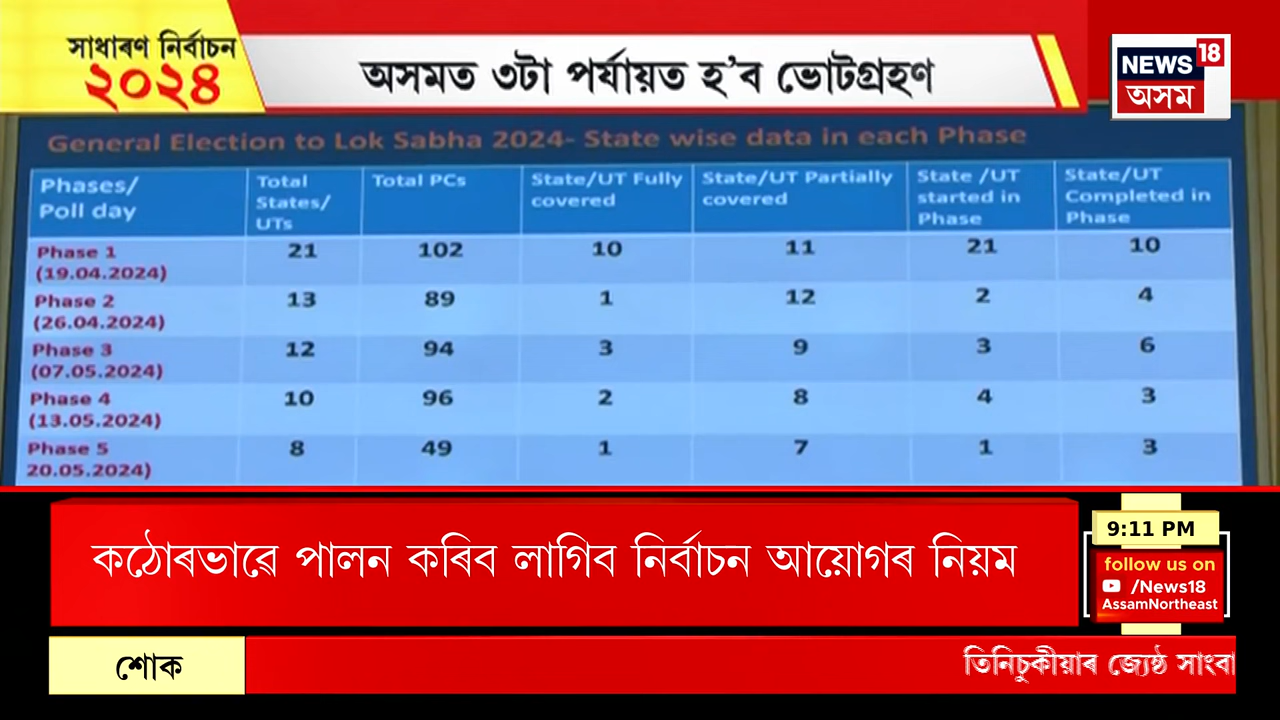 সাধাৰণ নিৰ্বাচন
২০২৪
অসমত ৩টা পৰ্যায়ত হ'ব ভোটগ্ৰহণ
NEWS 18
অসম
General Election to Lok Sabha 2024- State wise data in each Phase
Phases/ Poll day | Total States/ UTs | Total PCs | State/UT Fully covered | State/UT Partially covered | State /UT started in Phase | State/UT Completed in Phase
Phase 1 (19.04.2024) | 21 | 102 | 10 | 11 | 21 | 10
Phase 2 (26.04.2024) | 13 | 89 | 1 | 12 | 2 | 4
Phase 3 (07.05.2024) | 12 | 94 | 3 | 9 | 3 | 6
Phase 4 (13.05.2024) | 10 | 96 | 2 | 8 | 4 | 3
Phase 5 20.05.2024) | 8 | 49 | 1 | 7 | 1 | 3
কঠোৰভাৱে পালন কৰিব লাগিব নিৰ্বাচন আয়োগৰ নিয়ম
9:11 PM
follow us on
/News18
AssamNortheast
শোক
তিনিচুকীয়াৰ জ্যেষ্ঠ সাংবা